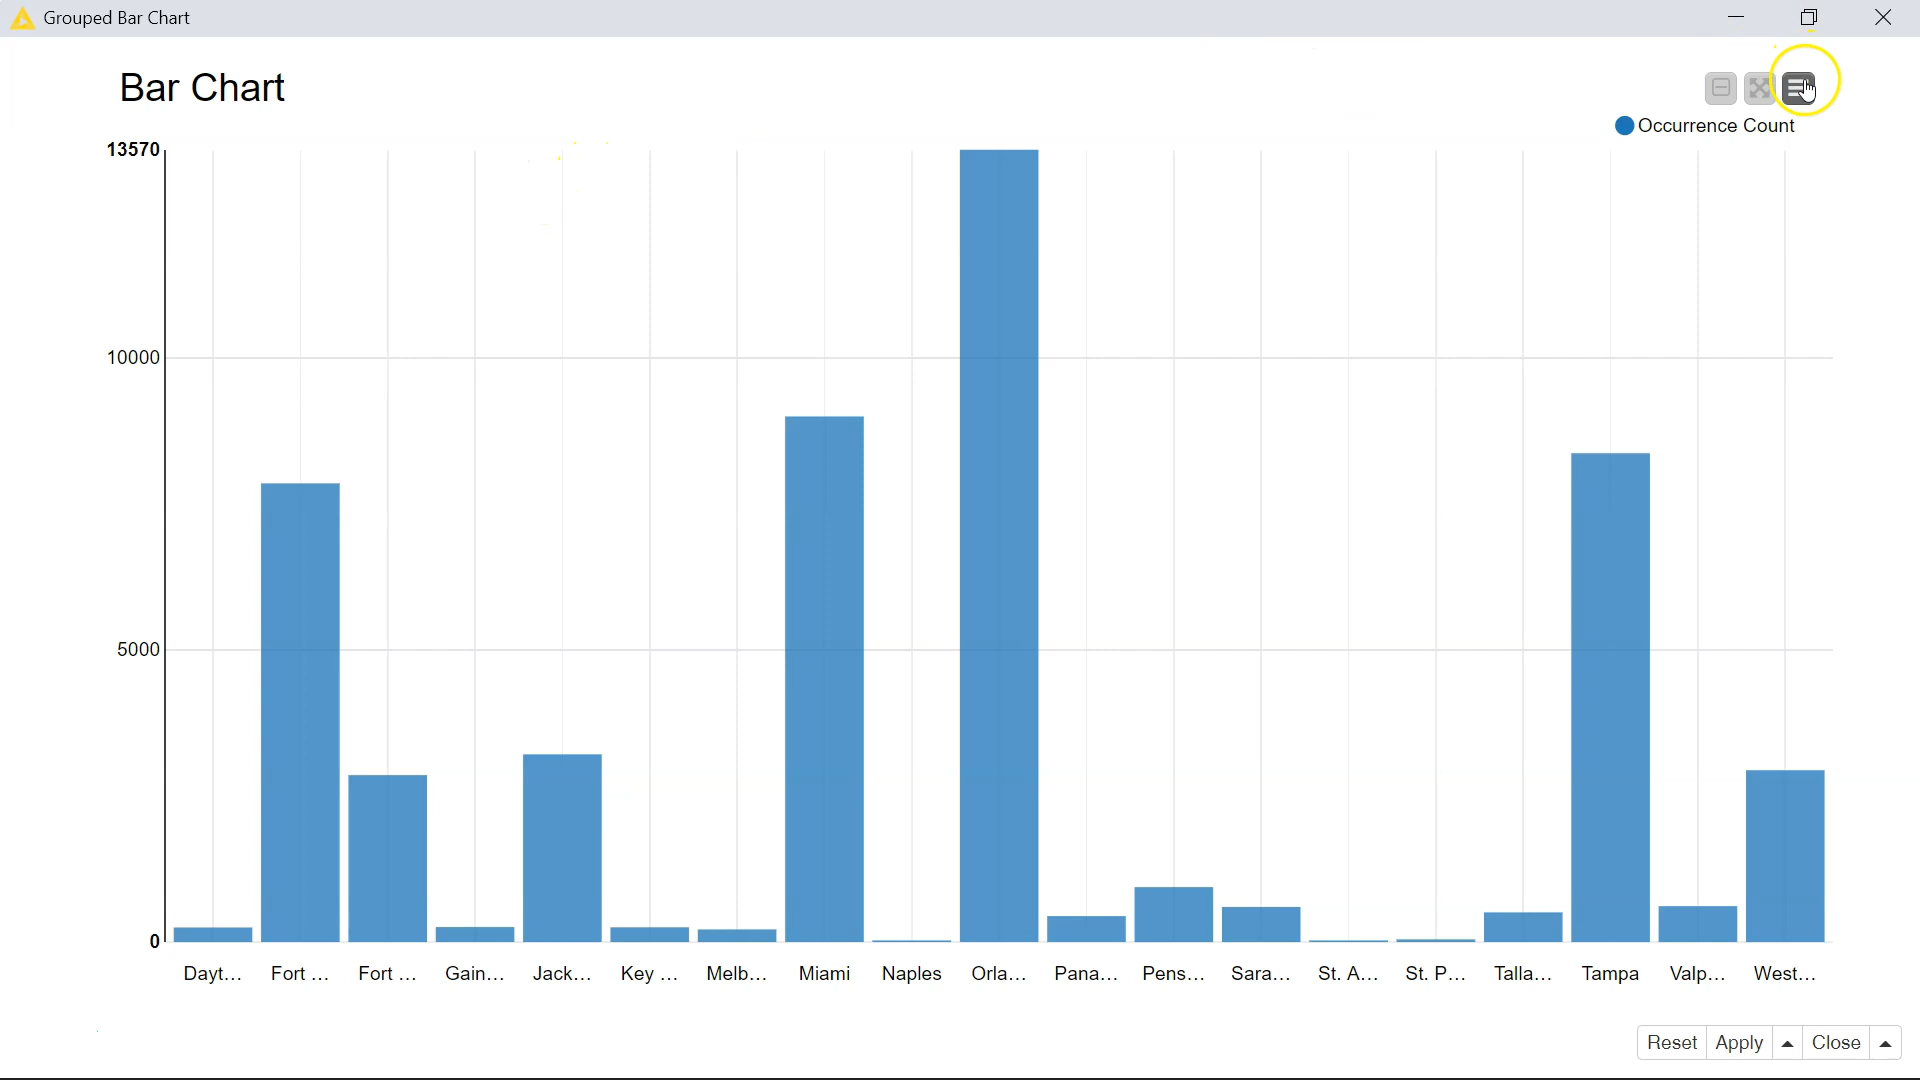 Grouped Bar Chart
Bar Chart
Occurrence Count
13570
10000
5000
0
Dayt... Fort ... Fort ... Gain... Jack... Key ... Melb... Miami Naples Orla... Pana... Pens... Sara... St. A... St. P... Talla... Tampa Valp... West...
Reset Apply Close